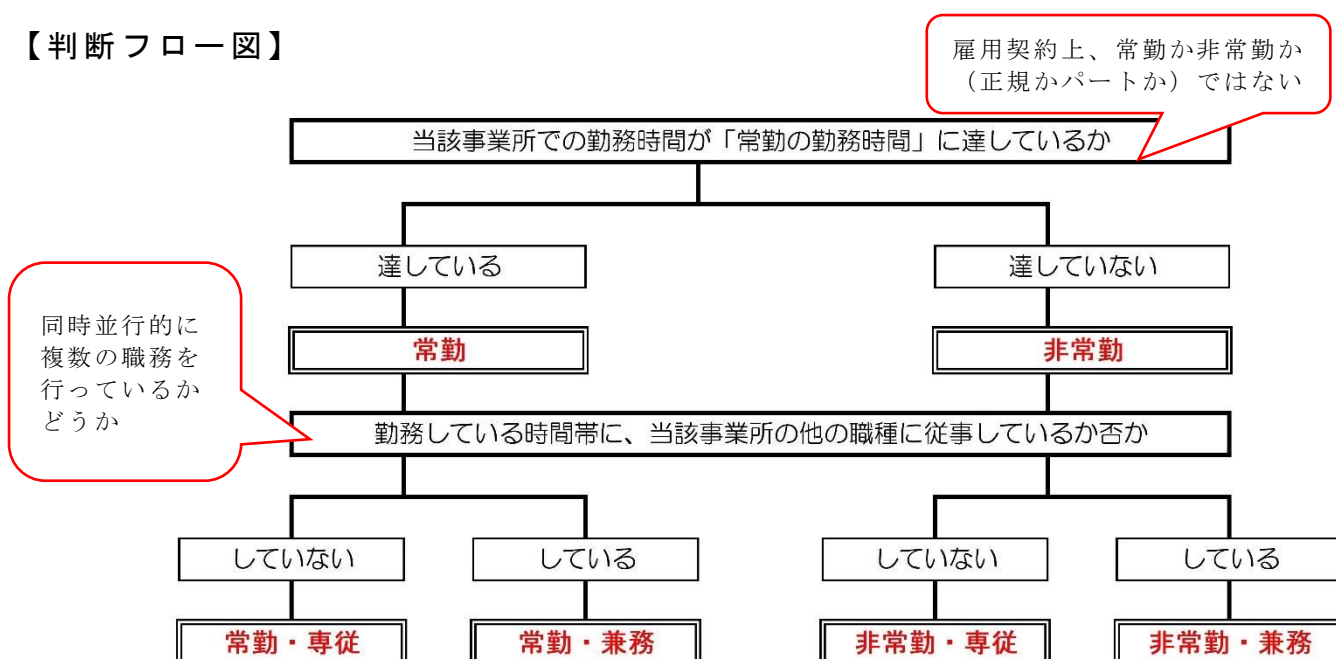 【判断フロー図】
雇用契約上、常勤か非常勤か
（正規かパートか）ではない
当該事業所での勤務時間が「常勤の勤務時間」に達しているか
達している
達していない
同時並行的に
複数の職務を
行っているか
どうか
常勤
非常勤
勤務している時間帯に、当該事業所の他の職種に従事しているか否か
していない
している
していない
している
常勤・専従
常勤・兼務
非常勤・専従
非常勤・兼務